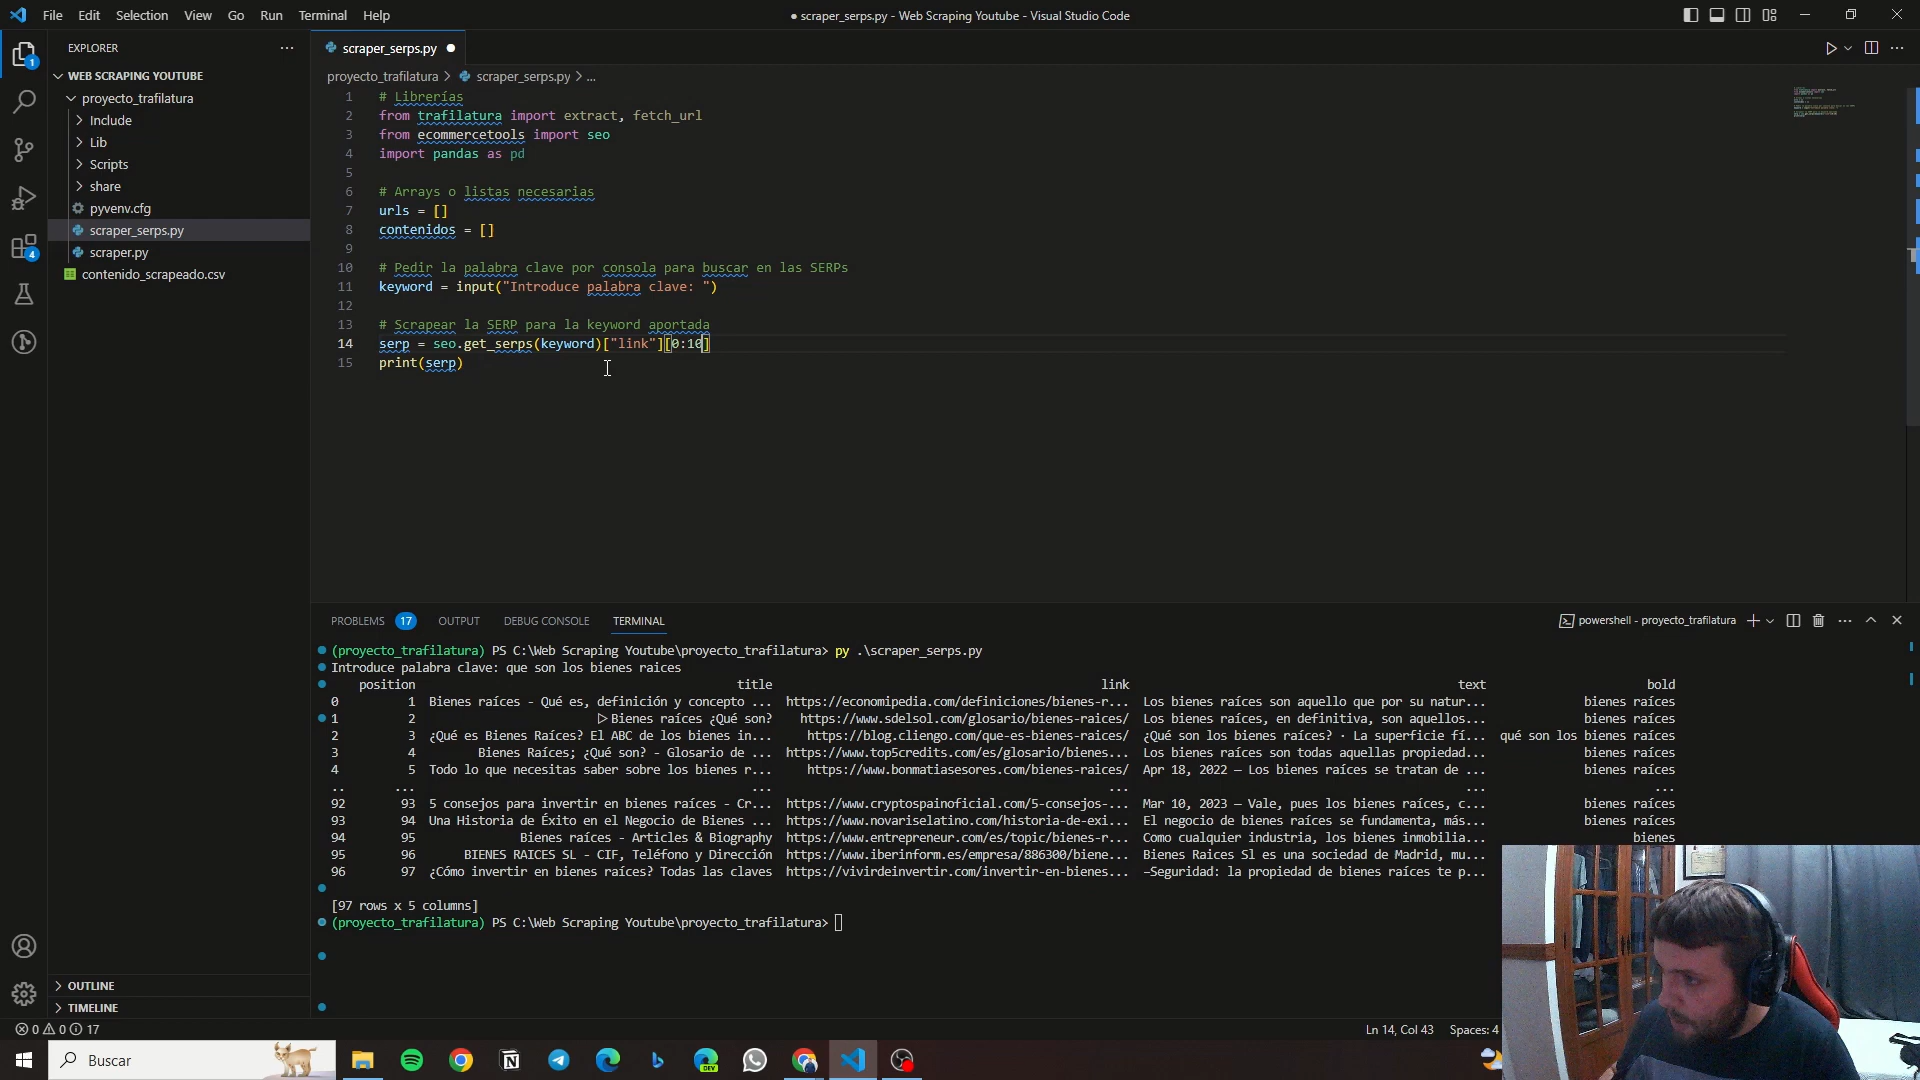 File Edit Selection View Go Run Terminal Help
● scraper_serps.py - Web Scraping Youtube - Visual Studio Code
EXPLORER
WEB SCRAPING YOUTUBE
proyecto_trafilatura
Include
Lib
Scripts
share
pyvenv.cfg
scraper_serps.py
scraper.py
contenido_scrapeado.csv
OUTLINE
TIMELINE
1
4
scraper_serps.py
proyecto_trafilatura > scraper_serps.py > ...
1 # Librerías
2 from trafilatura import extract, fetch_url
3 from ecommercetools import seo
4 import pandas as pd
5
6 # Arrays o listas necesarias
7 urls = []
8 contenidos = []
9
10 # Pedir la palabra clave por consola para buscar en las SERPs
11 keyword = input("Introduce palabra clave: ")
12
13 # Scrapear la SERP para la keyword aportada
14 serp = seo.get_serps(keyword)["link"][0:10]
15 print(serp)
PROBLEMS 17 OUTPUT DEBUG CONSOLE TERMINAL
powershell - proyecto_trafilatura
(proyecto_trafilatura) PS C:\Web Scraping Youtube\proyecto_trafilatura> py .\scraper_serps.py
Introduce palabra clave: que son los bienes raices
position title link text bold
0 1 Bienes raíces - Qué es, definición y concepto ... https://economipedia.com/definiciones/bienes-r... Los bienes raíces son aquello que por su natur... bienes raíces
1 2 ▷Bienes raíces ¿Qué son? https://www.sdelsol.com/glosario/bienes-raices/ Los bienes raíces, en definitiva, son aquellos... bienes raíces
2 3 ¿Qué es Bienes Raíces? El ABC de los bienes in... https://blog.cliengo.com/que-es-bienes-raices/ ¿Qué son los bienes raíces? · La superficie fí... qué son los bienes raíces
3 4 Bienes Raíces; ¿Qué son? - Glosario de ... https://www.top5credits.com/es/glosario/bienes... Los bienes raíces son todas aquellas propiedad... bienes raíces
4 5 Todo lo que necesitas saber sobre los bienes r... https://www.bonmatiasesores.com/bienes-raices/ Apr 18, 2022 — Los bienes raíces se tratan de ... bienes raíces
.. ... ... ... ... ...
92 93 5 consejos para invertir en bienes raíces - Cr... https://www.cryptospainoficial.com/5-consejos-... Mar 10, 2023 — Vale, pues los bienes raíces, c... bienes raíces
93 94 Una Historia de Éxito en el Negocio de Bienes ... https://www.novariselatino.com/historia-de-exi... El negocio de bienes raíces se fundamenta, más... bienes raíces
94 95 Bienes raíces - Articles & Biography https://www.entrepreneur.com/es/topic/bienes-r... Como cualquier industria, los bienes inmobilia... bienes
95 96 BIENES RAICES SL - CIF, Teléfono y Dirección https://www.iberinform.es/empresa/886300/biene... Bienes Raices Sl es una sociedad de Madrid, mu...
96 97 ¿Cómo invertir en bienes raíces? Todas las claves https://vivirdeinvertir.com/invertir-en-bienes... –Seguridad: la propiedad de bienes raíces te p...
[97 rows x 5 columns]
(proyecto_trafilatura) PS C:\Web Scraping Youtube\proyecto_trafilatura>
0 0 17
Ln 14, Col 43 Spaces: 4
Buscar
DEV